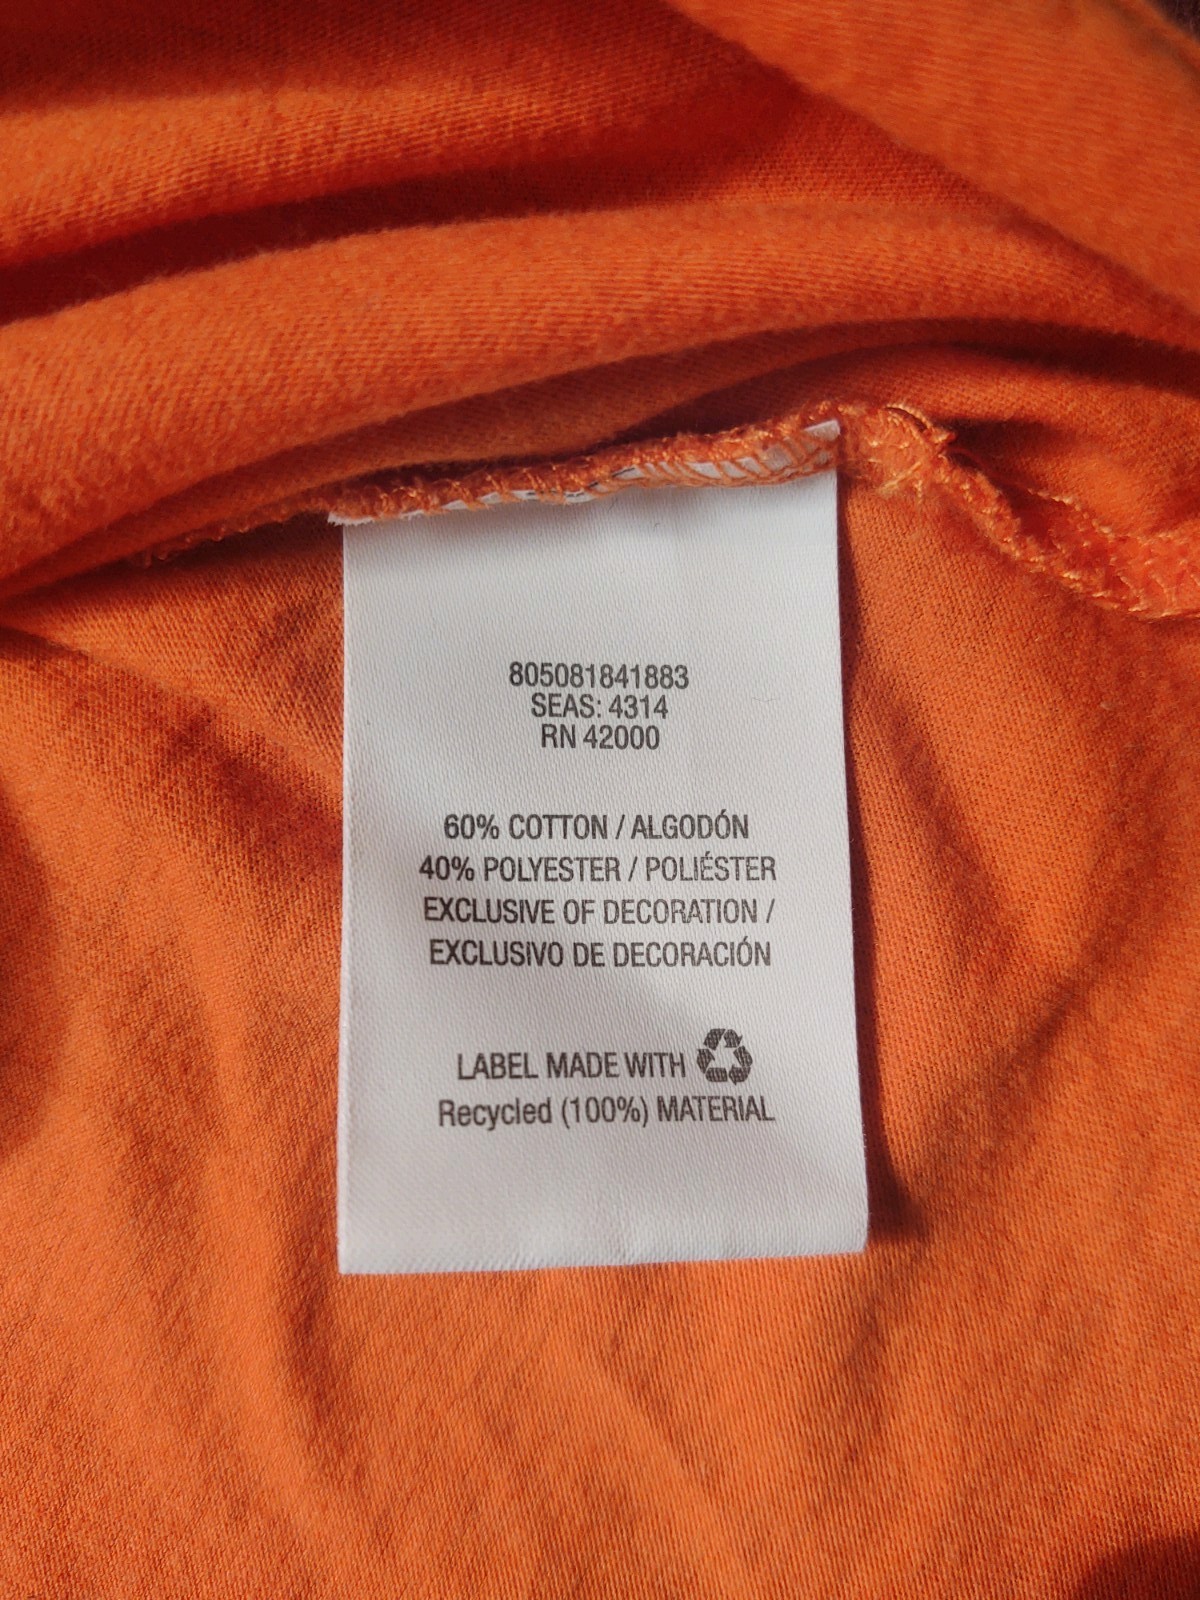 805081841883
SEAS: 4314
RN 42000
60% COTTON / ALGODÓN
40% POLYESTER / POLIÉSTER
EXCLUSIVE OF DECORATION /
EXCLUSIVO DE DECORACIÓN
LABEL MADE WITH
Recycled (100%) MATERIAL